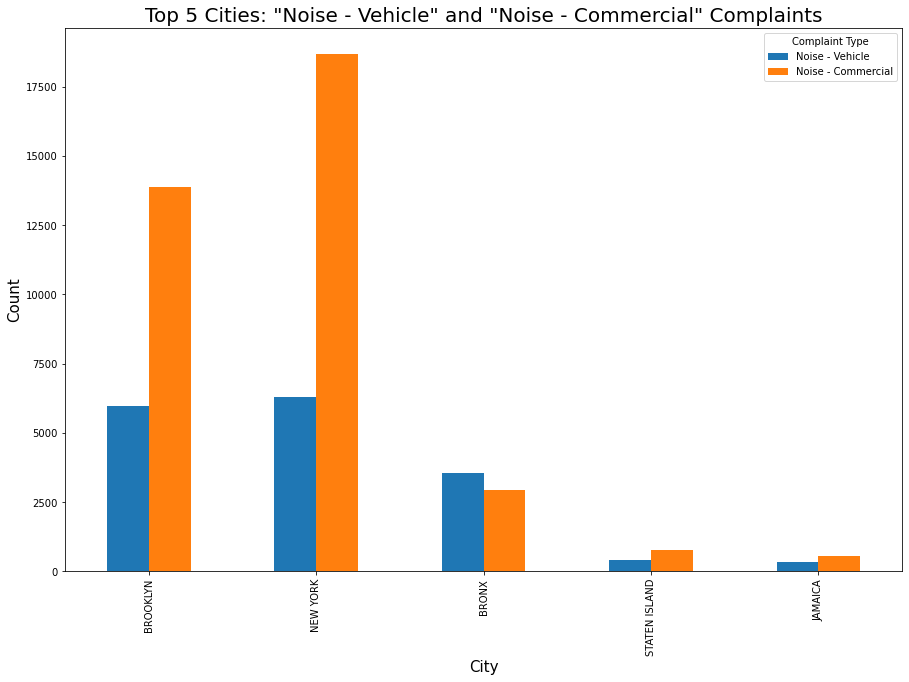 Top 5 Cities: "Noise - Vehicle" and "Noise - Commercial" Complaints
Complaint Type
Noise - Vehicle
Noise - Commercial
Count
17500
15000
12500
10000
7500
5000
2500
0
BROOKLYN
NEW YORK
BRONX
STATEN ISLAND
JAMAICA
City